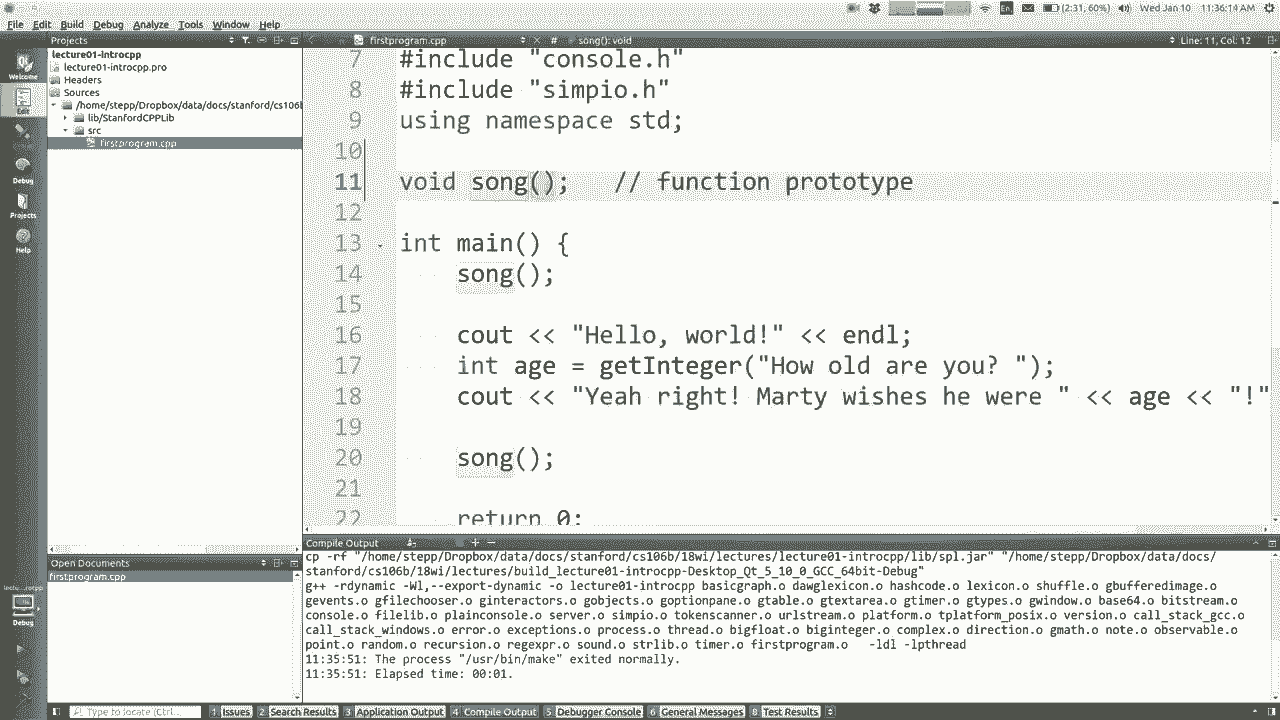 (2:31, 60%) Wed Jan 10 11:36:14 AM
File Edit Build Debug Analyze Tools Window Help
Projects firstprogram.cpp # song(): void Line: 11, Col: 12
lecture01-introcpp
lecture01-introcpp.pro
Headers
Sources
/home/stepp/Dropbox/data/docs/stanford/cs106b
lib/StanfordCPPLib
src
firstprogram.cpp
Welcome
Edit
Debug
Projects
Help
7 #include "console.h"
8 #include "simpio.h"
9 using namespace std;
10
11 void song(); // function prototype
12
13 int main() {
14 song();
15
16 cout << "Hello, world!" << endl;
17 int age = getInteger("How old are you? ");
18 cout << "Yeah right! Marty wishes he were " << age << "!"
19
20 song();
21
22 return 0;
Compile Output
cp -rf "/home/stepp/Dropbox/data/docs/stanford/cs106b/18wi/lectures/lecture01-introcpp/lib/spl.jar" "/home/stepp/Dropbox/data/docs/
stanford/cs106b/18wi/lectures/build_lecture01-introcpp-Desktop_Qt_5_10_0_GCC_64bit-Debug"
g++ -rdynamic -Wl,--export-dynamic -o lecture01-introcpp basicgraph.o dawglexicon.o hashcode.o lexicon.o shuffle.o gbufferedimage.o
gevents.o gfilechooser.o ginteractors.o gobjects.o goptionpane.o gtable.o gtextarea.o gtimer.o gtypes.o gwindow.o base64.o bitstream.o
console.o filelib.o plainconsole.o server.o simpio.o tokenscanner.o urlstream.o platform.o tplatform_posix.o version.o call_stack_gcc.o
call_stack_windows.o error.o exceptions.o process.o thread.o bigfloat.o biginteger.o complex.o direction.o gmath.o note.o observable.o
point.o random.o recursion.o regexpr.o sound.o strlib.o timer.o firstprogram.o -ldl -lpthread
11:35:51: The process "/usr/bin/make" exited normally.
11:35:51: Elapsed time: 00:01.
Open Documents
firstprogram.cpp
Debug
Type to locate (Ctrl... 1 Issues 2 Search Results 3 Application Output 4 Compile Output 5 Debugger Console 6 General Messages 8 Test Results